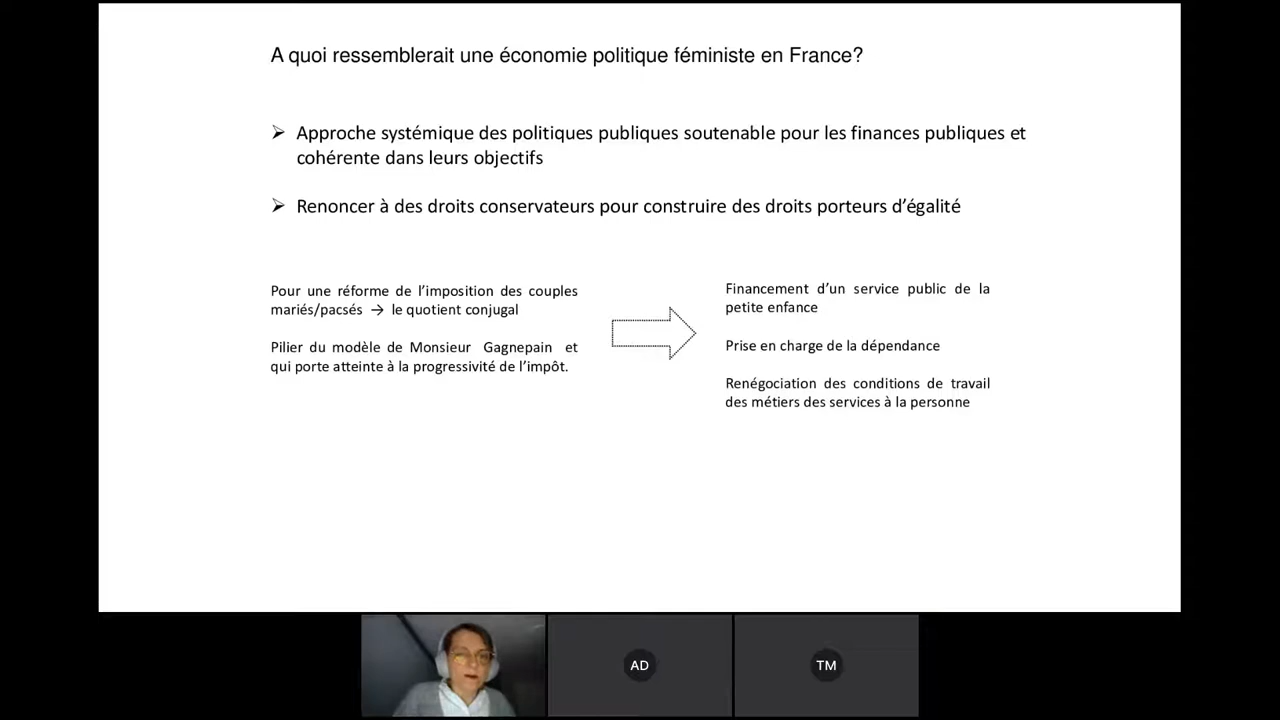 A quoi ressemblerait une économie politique féministe en France?
➢ Approche systémique des politiques publiques soutenable pour les finances publiques et
cohérente dans leurs objectifs
➢ Renoncer à des droits conservateurs pour construire des droits porteurs d’égalité
Pour une réforme de l’imposition des couples
mariés/pacsés → le quotient conjugal
Pilier du modèle de Monsieur Gagnepain et
qui porte atteinte à la progressivité de l’impôt.
Financement d’un service public de la
petite enfance
Prise en charge de la dépendance
Renégociation des conditions de travail
des métiers des services à la personne
AD
TM